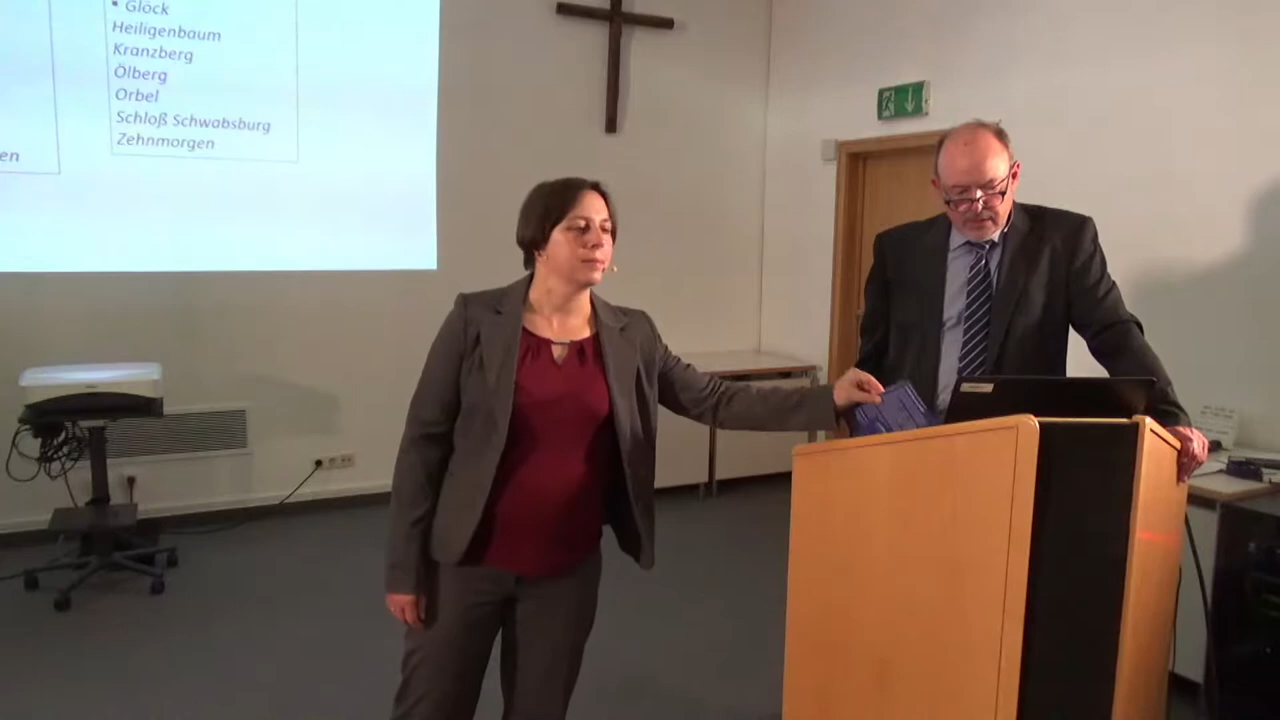 ▪ Glöck
Heiligenbaum
Kranzberg
Ölberg
Orbel
Schloß Schwabsburg
Zehnmorgen
en